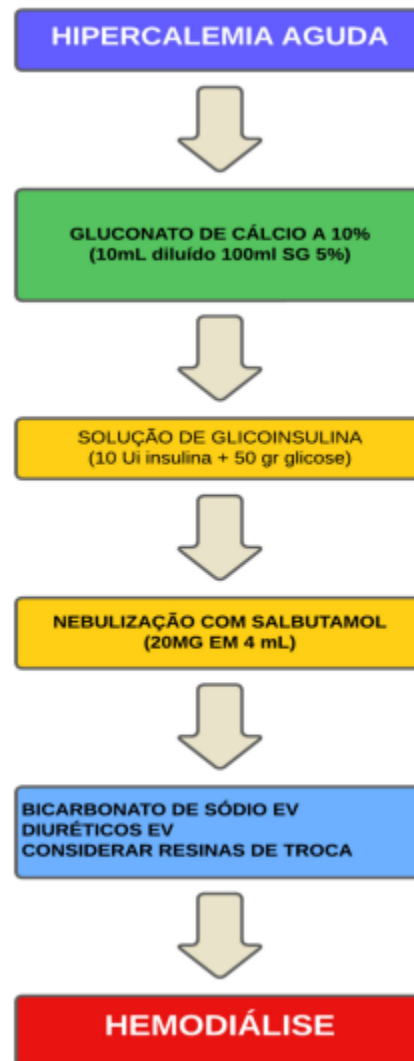 HIPERCALEMIA AGUDA
GLUCONATO DE CÁLCIO A 10%
(10mL diluído 100ml SG 5%)
SOLUÇÃO DE GLICOINSULINA
(10 Ui insulina + 50 gr glicose)
NEBULIZAÇÃO COM SALBUTAMOL
(20MG EM 4 mL)
BICARBONATO DE SÓDIO EV
DIURÉTICOS EV
CONSIDERAR RESINAS DE TROCA
HEMODIÁLISE